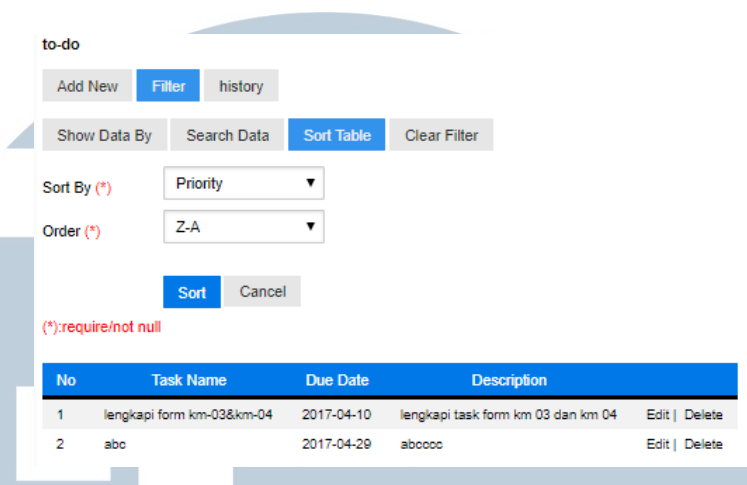 to-do
Add New Filter history
Show Data By Search Data Sort Table Clear Filter
Sort By (*) Priority
Order (*) Z-A
Sort Cancel
(*):require/not null
No Task Name Due Date Description
1 lengkapi form km-03&km-04 2017-04-10 lengkapi task form km 03 dan km 04 Edit | Delete
2 abc 2017-04-29 abcccc Edit | Delete